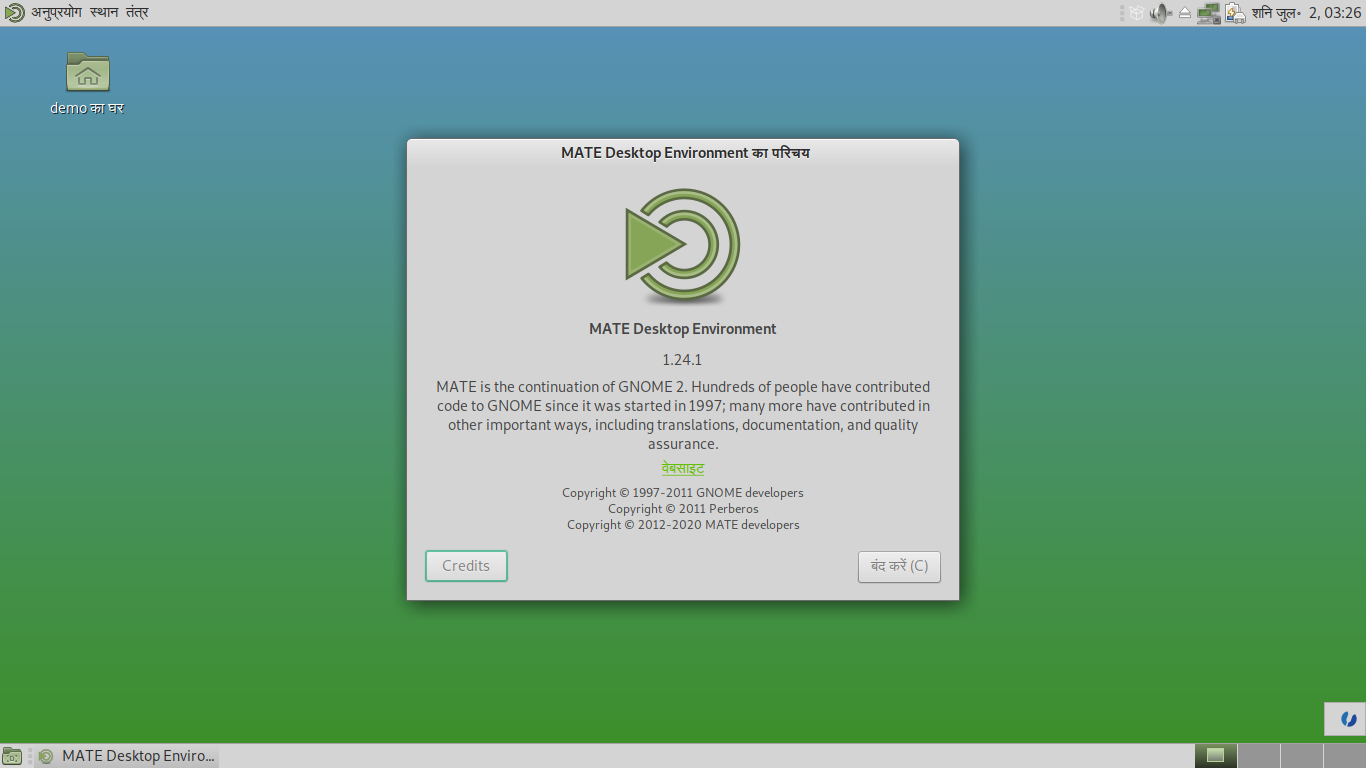 अनुप्रयोग स्थान तंत्र
शनि जुल॰ 2, 03:26
demo का घर
MATE Desktop Environment का परिचय
MATE Desktop Environment
1.24.1
MATE is the continuation of GNOME 2. Hundreds of people have contributed
code to GNOME since it was started in 1997; many more have contributed in
other important ways, including translations, documentation, and quality
assurance.
वेबसाइट
Copyright © 1997-2011 GNOME developers
Copyright © 2011 Perberos
Copyright © 2012-2020 MATE developers
Credits
बंद करें (C)
MATE Desktop Enviro...